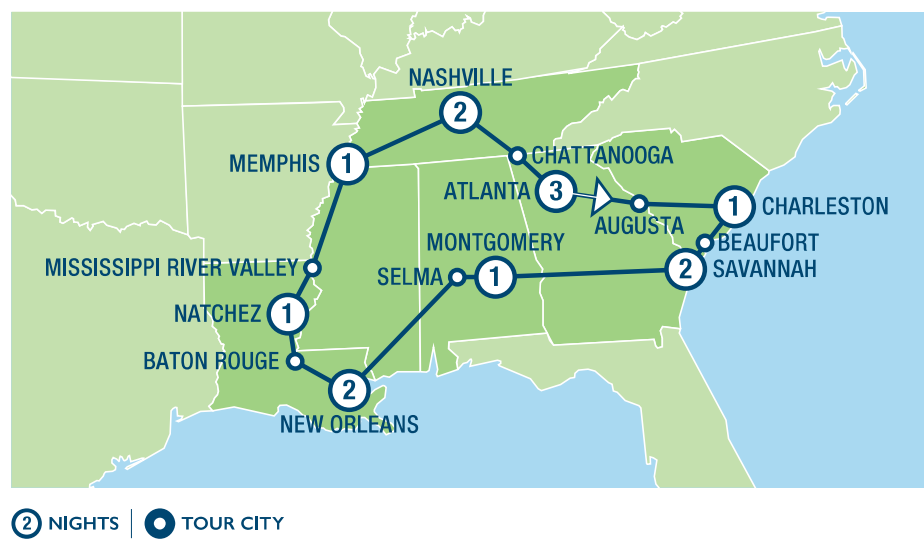 NASHVILLE
2
MEMPHIS 1
CHATTANOOGA
ATLANTA 3
AUGUSTA
1 CHARLESTON
BEAUFORT
2 SAVANNAH
MONTGOMERY
SELMA 1
MISSISSIPPI RIVER VALLEY
NATCHEZ 1
BATON ROUGE
2
NEW ORLEANS
2 NIGHTS | TOUR CITY